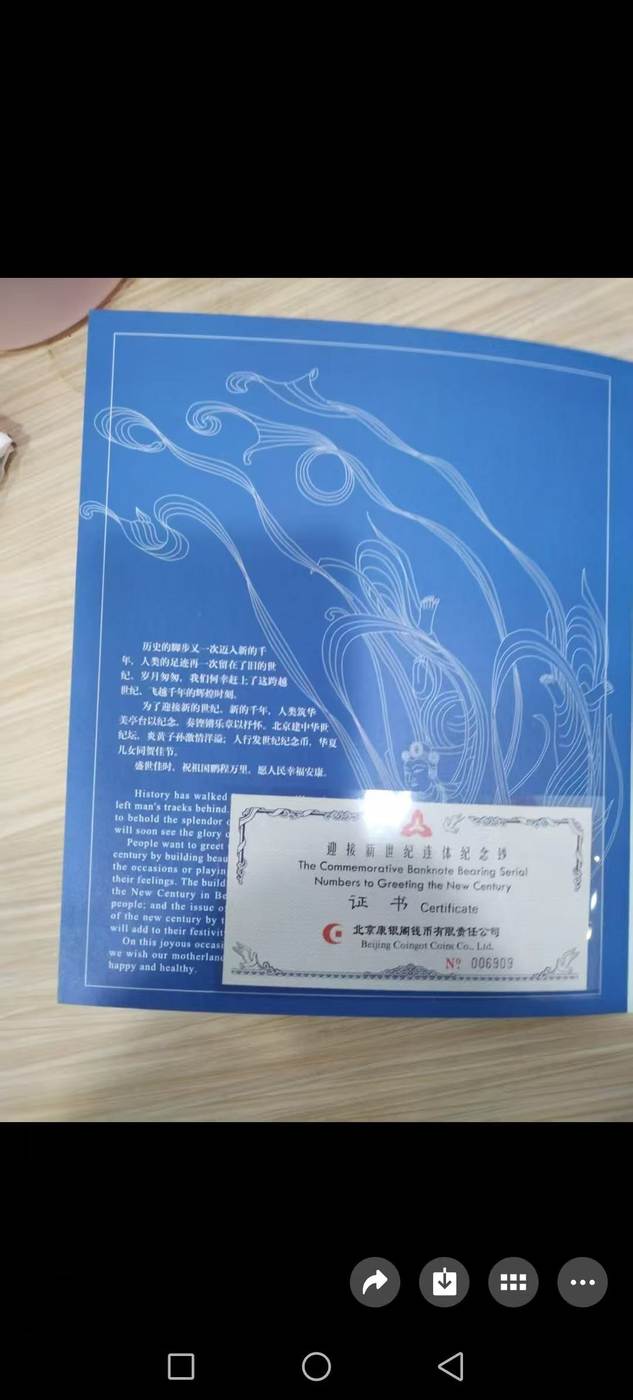 历史的脚步又一次迈入新的千
年，人类的足迹再一次留在了旧的世
纪。岁月匆匆，我们何幸赶上了这跨越
世纪、飞越千年的辉煌时刻。
为了迎接新的世纪、新的千年，人类筑华
美亭台以纪念，奏铿锵乐章以抒怀。北京建中华世
纪坛，炎黄子孙激情洋溢；人行发世纪纪念币，华夏
儿女同贺佳节。
盛世佳时，祝祖国鹏程万里，愿人民幸福安康。
History has walked
left man's tracks behind.
to behold the splendor
will soon see the glory
People want to greet
century by building
the occasions or playin
their feelings. The build
the New Century in Be
people; and the issue o
of the new century by t
will add to their festivit
On this joyous occasi
we wish our motherland
happy and healthy.
迎接新世纪连体纪念钞
The Commemorative Banknote Bearing Serial
Numbers to Greeting the New Century
证书 Certificate
北京康银阁钱币有限责任公司
Beijing Coingot Coins Co., Ltd.
Nº 006909